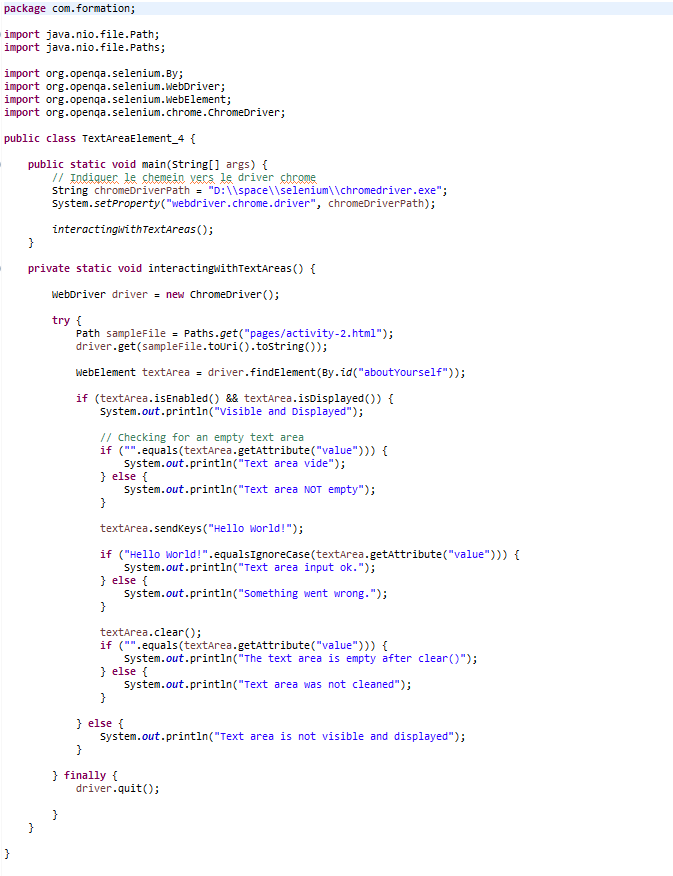 package com.formation;
import java.nio.file.Path;
import java.nio.file.Paths;
import org.openqa.selenium.By;
import org.openqa.selenium.WebDriver;
import org.openqa.selenium.WebElement;
import org.openqa.selenium.chrome.ChromeDriver;
public class TextAreaElement_4 {
public static void main(String[] args) {
// Indiquer le chemein vers le driver chrome
String chromeDriverPath = "D:\\space\\selenium\\chromedriver.exe";
System.setProperty("webdriver.chrome.driver", chromeDriverPath);
interactingWithTextAreas();
}
private static void interactingWithTextAreas() {
WebDriver driver = new ChromeDriver();
try {
Path sampleFile = Paths.get("pages/activity-2.html");
driver.get(sampleFile.toUri().toString());
WebElement textArea = driver.findElement(By.id("aboutYourself"));
if (textArea.isEnabled() && textArea.isDisplayed()) {
System.out.println("Visible and Displayed");
// Checking for an empty text area
if ("".equals(textArea.getAttribute("value"))) {
System.out.println("Text area vide");
} else {
System.out.println("Text area NOT empty");
}
textArea.sendKeys("Hello World!");
if ("Hello World!".equalsIgnoreCase(textArea.getAttribute("value"))) {
System.out.println("Text area input ok.");
} else {
System.out.println("Something went wrong.");
}
textArea.clear();
if ("".equals(textArea.getAttribute("value"))) {
System.out.println("The text area is empty after clear()");
} else {
System.out.println("Text area was not cleaned");
}
} else {
System.out.println("Text area is not visible and displayed");
}
} finally {
driver.quit();
}
}
}